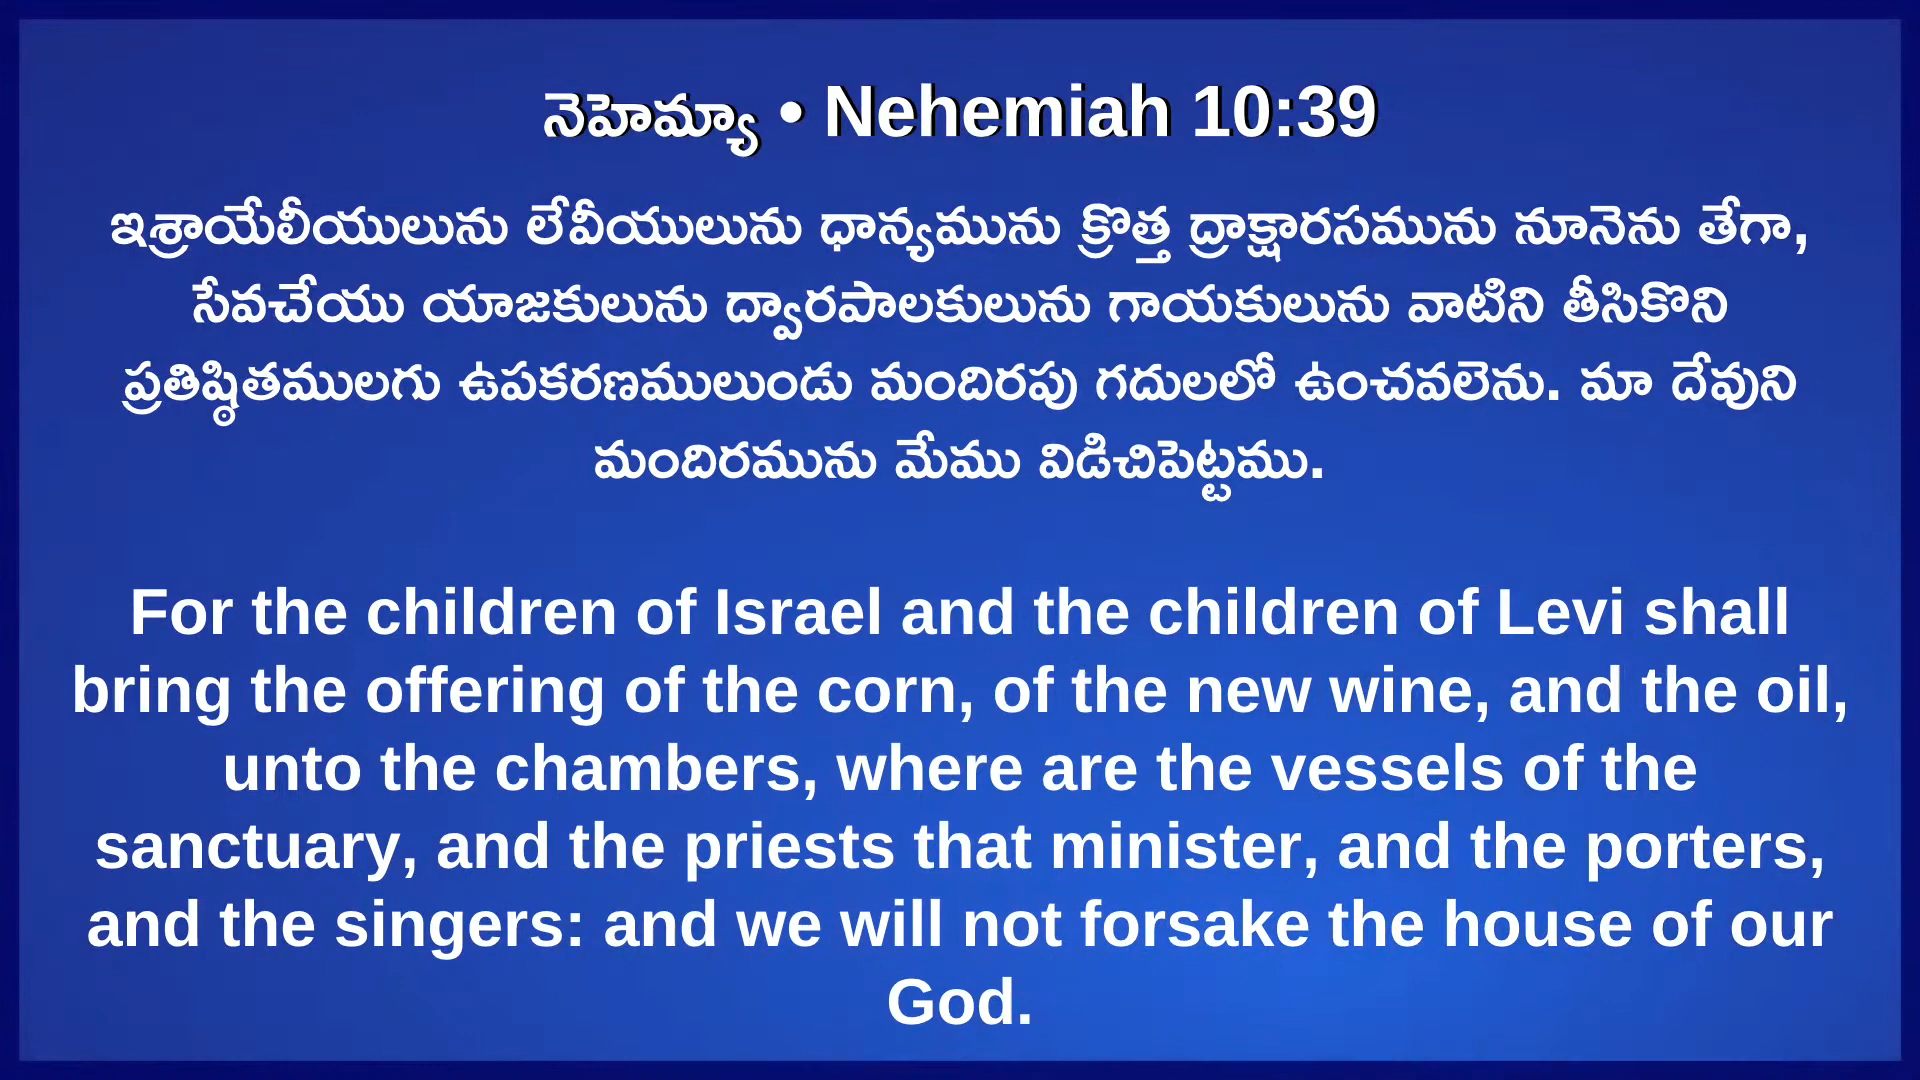 నెహెమ్యా • Nehemiah 10:39
ఇశ్రాయేలీయులును లేవీయులును ధాన్యమును క్రొత్త ద్రాక్షారసమును నూనెను తేగా,
సేవచేయు యాజకులును ద్వారపాలకులును గాయకులును వాటిని తీసికొని
ప్రతిష్ఠితములగు ఉపకరణములుండు మందిరపు గదులలో ఉంచవలెను. మా దేవుని
మందిరమును మేము విడిచిపెట్టము.
For the children of Israel and the children of Levi shall
bring the offering of the corn, of the new wine, and the oil,
unto the chambers, where are the vessels of the
sanctuary, and the priests that minister, and the porters,
and the singers: and we will not forsake the house of our
God.